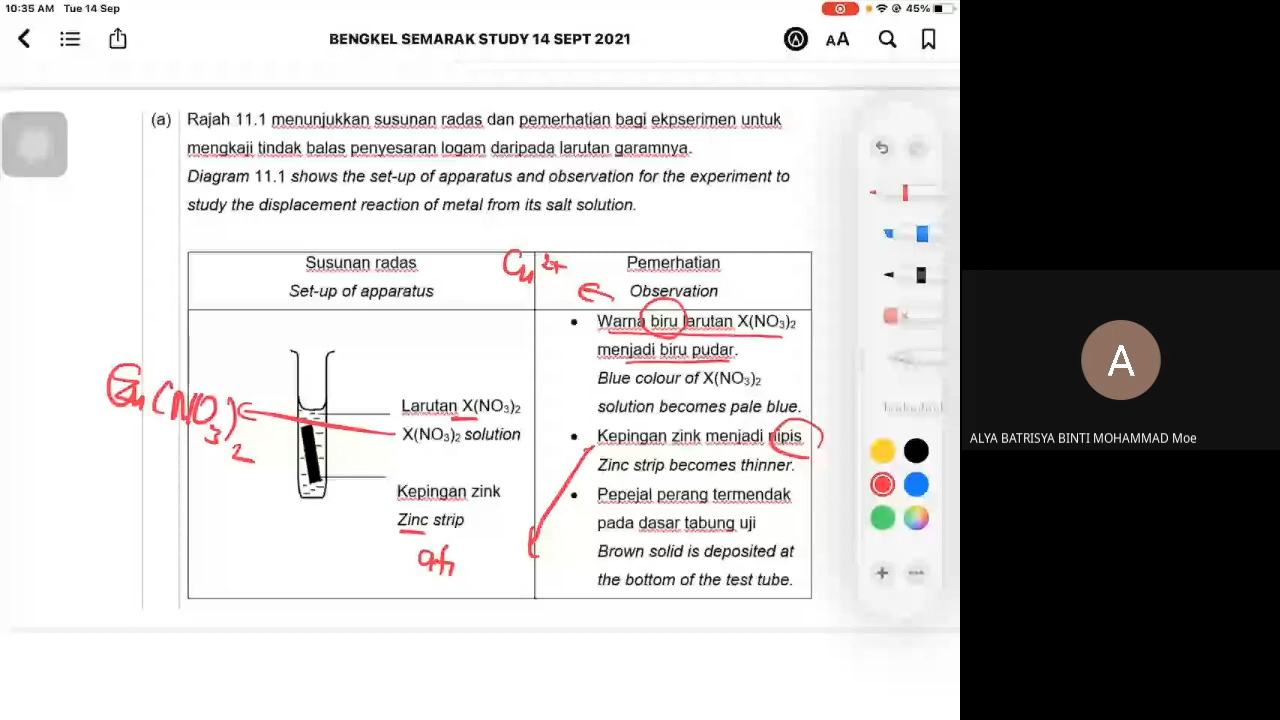 10:35 AM Tue 14 Sep
45%
BENGKEL SEMARAK STUDY 14 SEPT 2021
AA
(a) Rajah 11.1 menunjukkan susunan radas dan pemerhatian bagi ekpserimen untuk
mengkaji tindak balas penyesaran logam daripada larutan garamnya.
Diagram 11.1 shows the set-up of apparatus and observation for the experiment to
study the displacement reaction of metal from its salt solution.
Susunan radas
Set-up of apparatus
Cu 2+
Pemerhatian
Observation
Larutan X(NO₃)₂
X(NO₃)₂ solution
Kepingan zink
Zinc strip
(NO₃)₂
• Warna biru larutan X(NO₃)₂
menjadi biru pudar.
Blue colour of X(NO₃)₂
solution becomes pale blue.
• Kepingan zink menjadi nipis
Zinc strip becomes thinner.
• Pepejal perang termendak
pada dasar tabung uji
Brown solid is deposited at
the bottom of the test tube.
A
ALYA BATRISYA BINTI MOHAMMAD Moe